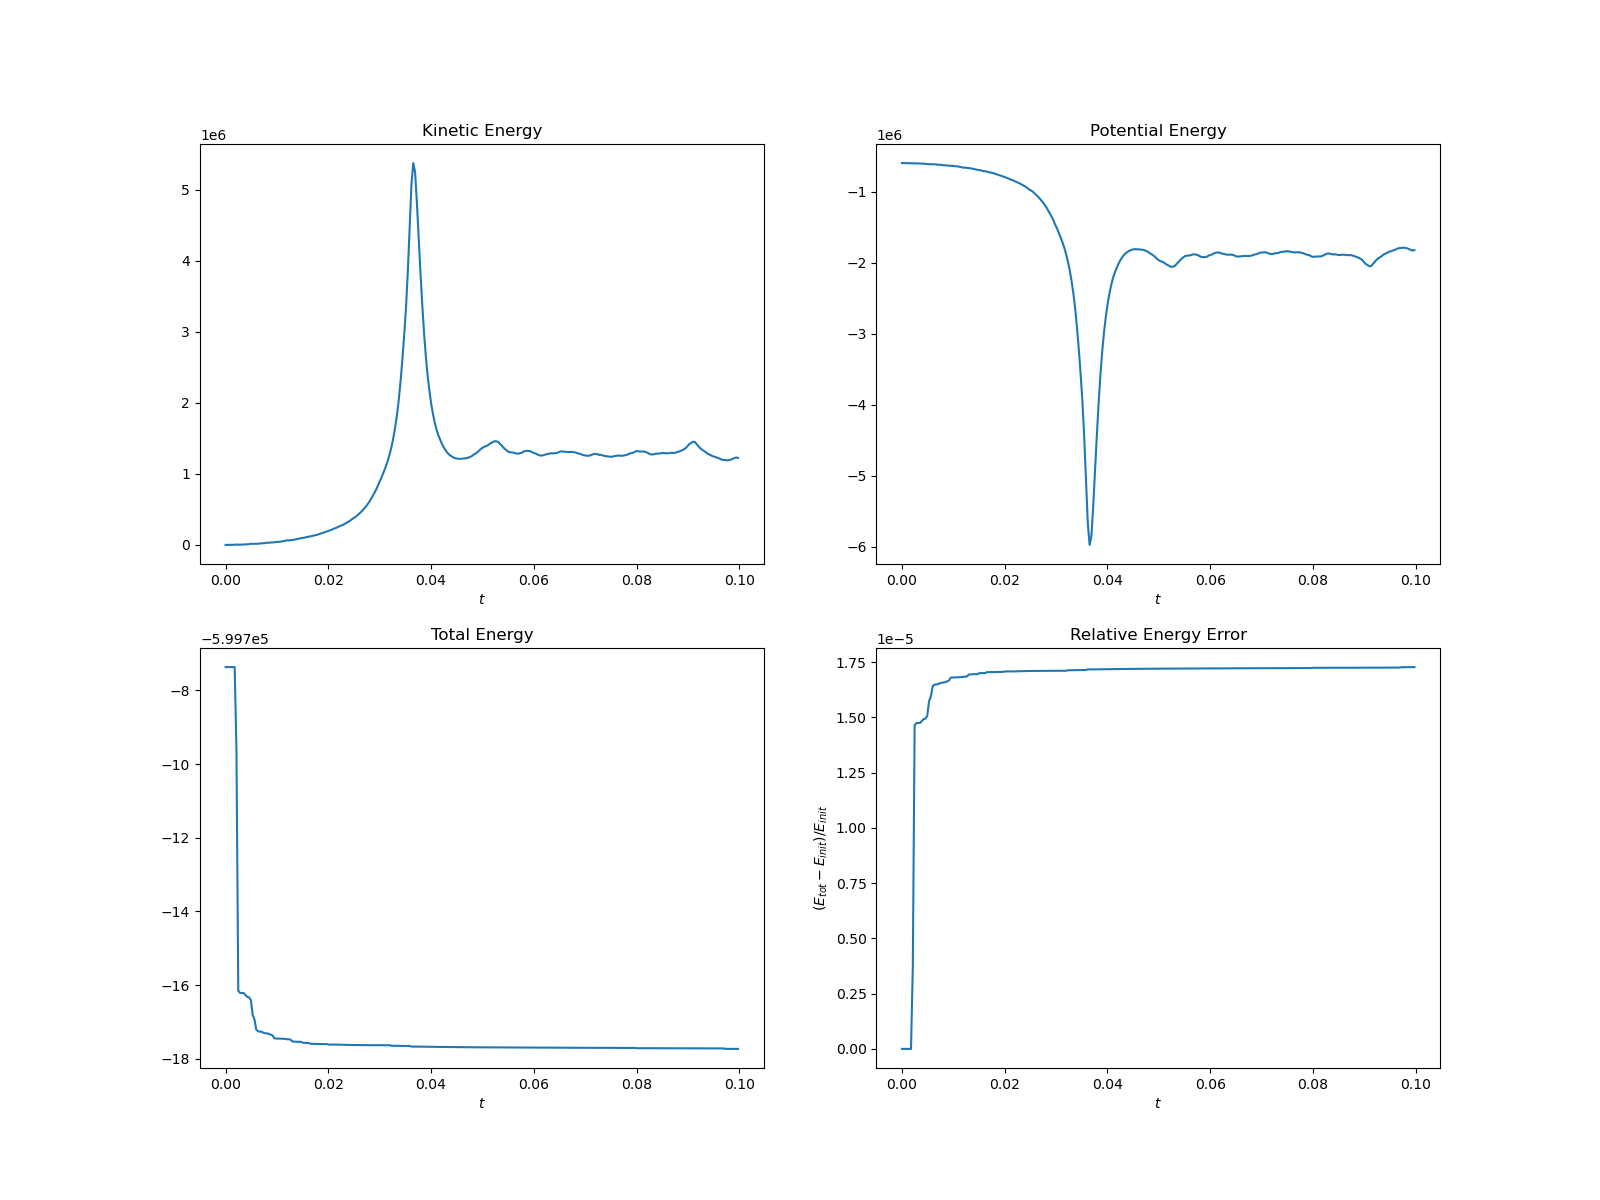 Kinetic Energy
1e6
5
4
3
2
1
0
0.00 0.02 0.04 0.06 0.08 0.10
t
Potential Energy
1e6
−1
−2
−3
−4
−5
−6
0.00 0.02 0.04 0.06 0.08 0.10
t
Total Energy
−5.997e5
−8
−10
−12
−14
−16
−18
0.00 0.02 0.04 0.06 0.08 0.10
t
Relative Energy Error
1e−5
1.75
1.50
1.25
1.00
0.75
0.50
0.25
0.00
(E_tot − E_init)/E_init
0.00 0.02 0.04 0.06 0.08 0.10
t